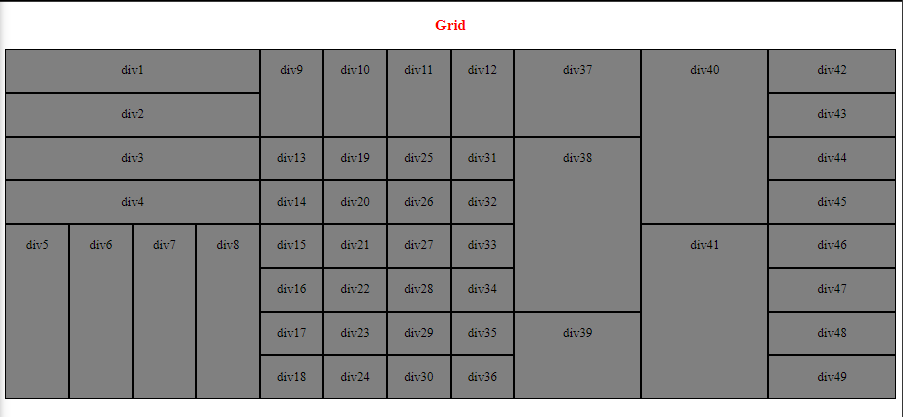 Grid
div1 div9 div10 div11 div12 div37 div40 div42
div2 div43
div3 div13 div19 div25 div31 div38 div44
div4 div14 div20 div26 div32 div45
div5 div6 div7 div8 div15 div21 div27 div33 div41 div46
div16 div22 div28 div34 div47
div17 div23 div29 div35 div39 div48
div18 div24 div30 div36 div49